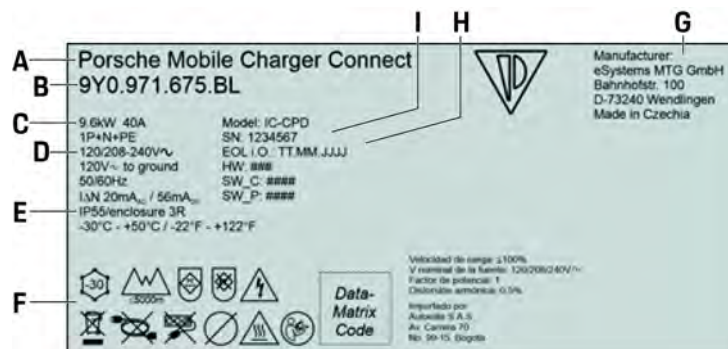 I
H
G
A
Porsche Mobile Charger Connect
B
9Y0.971.675.BL
Manufacturer:
eSystems MTG GmbH
Bahnhofstr. 100
D-73240 Wendlingen
Made in Czechia
C
9.6kW 40A
1P+N+PE
D
120/208-240V~
120V~ to ground
50/60Hz
IΔN 20mA / 56mA
E
IP55/enclosure 3R
-30°C - +50°C / -22°F - +122°F
Model: IC-CPD
SN: 1234567
EOL i.O.: TT.MM.JJJJ
HW: ###
SW_C: ####
SW_P: ####
F
-30
≤5000m
Data-
Matrix
Code
Velocidad de carga: ≥100%
V nominal de la fuente: 120/208/240V~
Factor de potencia: 1
Distorsión armónica: 0.5%
Importado por
Autoelite S.A.S.
Av. Carrera 70
No. 99-15, Bogota